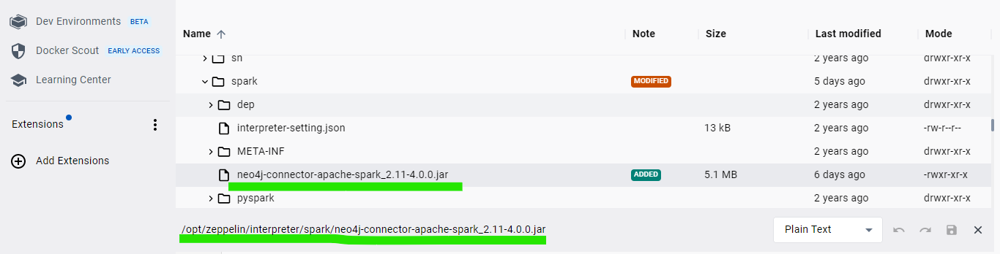 Dev Environments BETA
Docker Scout EARLY ACCESS
Learning Center
Extensions
Add Extensions
Name Note Size Last modified Mode
sh 2 years ago drwxr-xr-x
spark MODIFIED 5 days ago drwxr-xr-x
dep 2 years ago drwxr-xr-x
interpreter-setting.json 13 kB 2 years ago -rw-r--r--
META-INF 2 years ago drwxr-xr-x
neo4j-connector-apache-spark_2.11-4.0.0.jar ADDED 5.1 MB 6 days ago -rwxr-xr-x
pyspark 2 years ago drwxr-xr-x
/opt/zeppelin/interpreter/spark/neo4j-connector-apache-spark_2.11-4.0.0.jar Plain Text